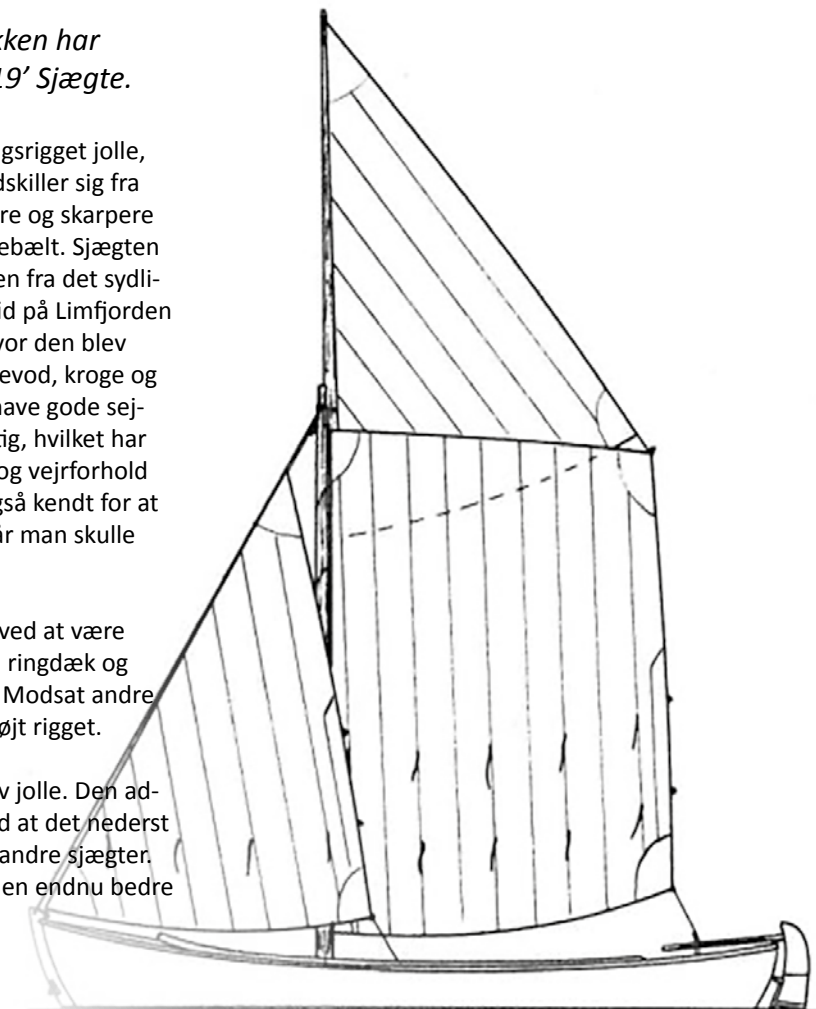 kken har
19’ Sjægte.
gsrigget jolle,
dskiller sig fra
re og skarpere
ebælt. Sjægten
en fra det sydli-
id på Limfjorden
vor den blev
evod, kroge og
nave gode sej-
tig, hvilket har
og vejrforhold
gså kendt for at
år man skulle
ved at være
ringdæk og
Modsat andre
øjt rigget.
v jolle. Den ad-
d at det nederst
andre sjægter.
en endnu bedre